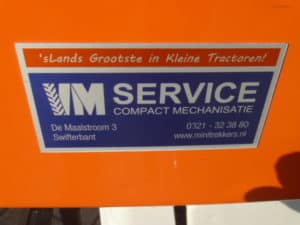 'sLands Grootste in Kleine Tractoren!
IM SERVICE
COMPACT MECHANISATIE
De Maalstroom 3 0321 - 32 38 80
Swifterbant www.minitrekkers.nl